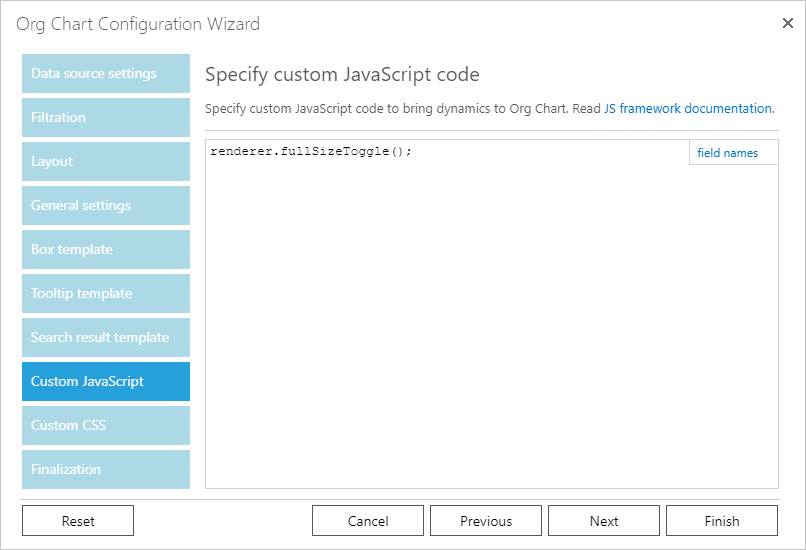 Org Chart Configuration Wizard
Data source settings
Filtration
Layout
General settings
Box template
Tooltip template
Search result template
Custom JavaScript
Custom CSS
Finalization
Specify custom JavaScript code
Specify custom JavaScript code to bring dynamics to Org Chart. Read JS framework documentation.
renderer.fullSizeToggle();
field names
Reset
Cancel
Previous
Next
Finish